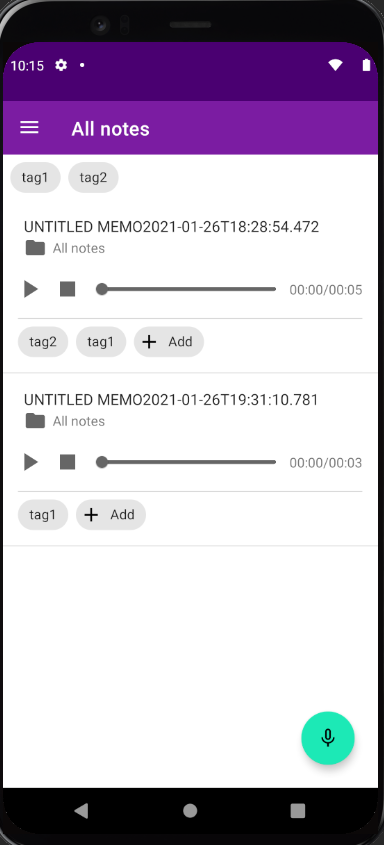 10:15
All notes
tag1 tag2
UNTITLED MEMO2021-01-26T18:28:54.472
All notes
00:00/00:05
tag2 tag1 Add
UNTITLED MEMO2021-01-26T19:31:10.781
All notes
00:00/00:03
tag1 Add